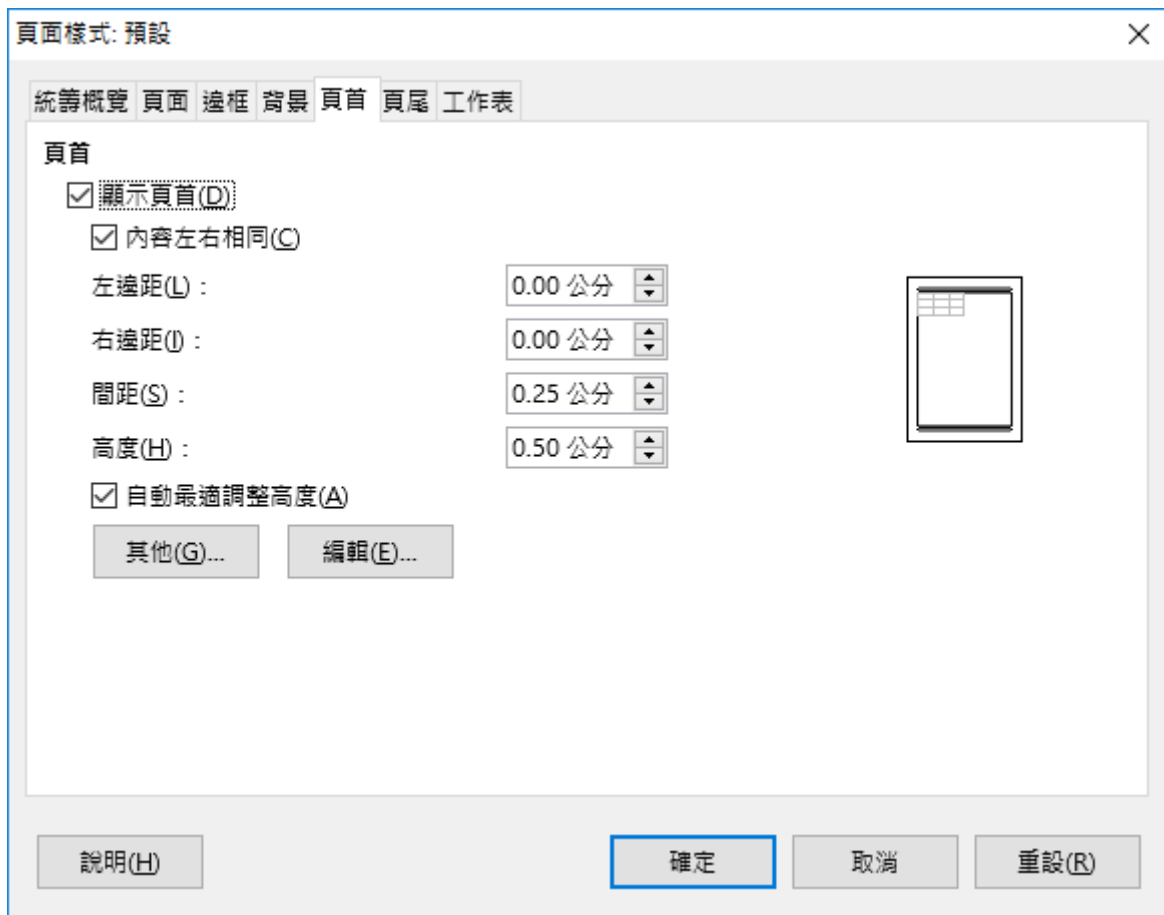 頁面樣式: 預設
統籌概覽 頁面 邊框 背景 頁首 頁尾 工作表
頁首
顯示頁首(D)
內容左右相同(C)
左邊距(L)： 0.00 公分
右邊距(I)： 0.00 公分
間距(S)： 0.25 公分
高度(H)： 0.50 公分
自動最適調整高度(A)
其他(G)... 編輯(E)...
說明(H) 確定 取消 重設(R)